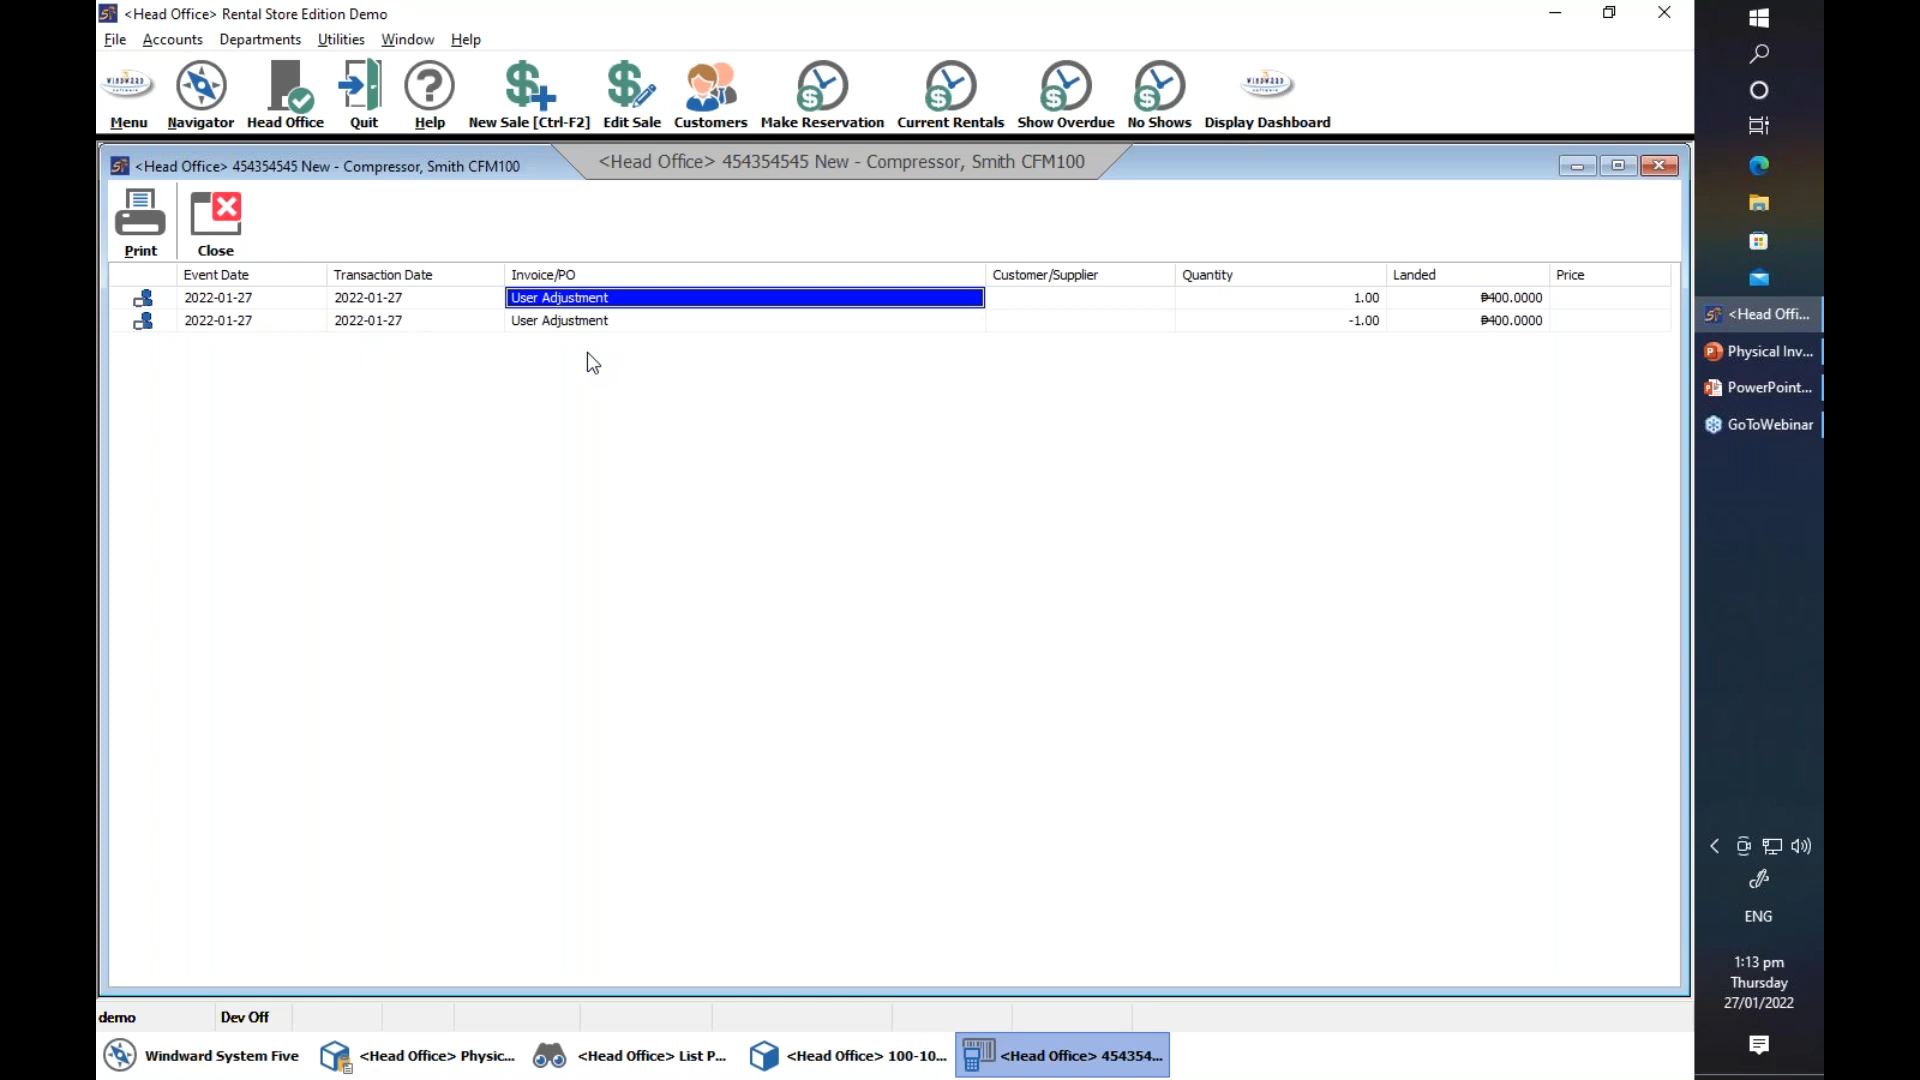 <Head Office> Rental Store Edition Demo
File Accounts Departments Utilities Window Help
WINDWARD
software
WINDWARD
software
Menu Navigator Head Office Quit Help New Sale [Ctrl-F2] Edit Sale Customers Make Reservation Current Rentals Show Overdue No Shows Display Dashboard
<Head Office> 454354545 New - Compressor, Smith CFM100
<Head Office> 454354545 New - Compressor, Smith CFM100
Print Close
Event Date Transaction Date Invoice/PO Customer/Supplier Quantity Landed Price
2022-01-27 2022-01-27 User Adjustment 1.00 ₱400.0000
2022-01-27 2022-01-27 User Adjustment -1.00 ₱400.0000
demo Dev Off
Windward System Five <Head Office> Physic... <Head Office> List P... <Head Office> 100-10... <Head Office> 454354...
<Head Offi...
Physical Inv...
PowerPoint...
GoToWebinar
ENG
1:13 pm
Thursday
27/01/2022